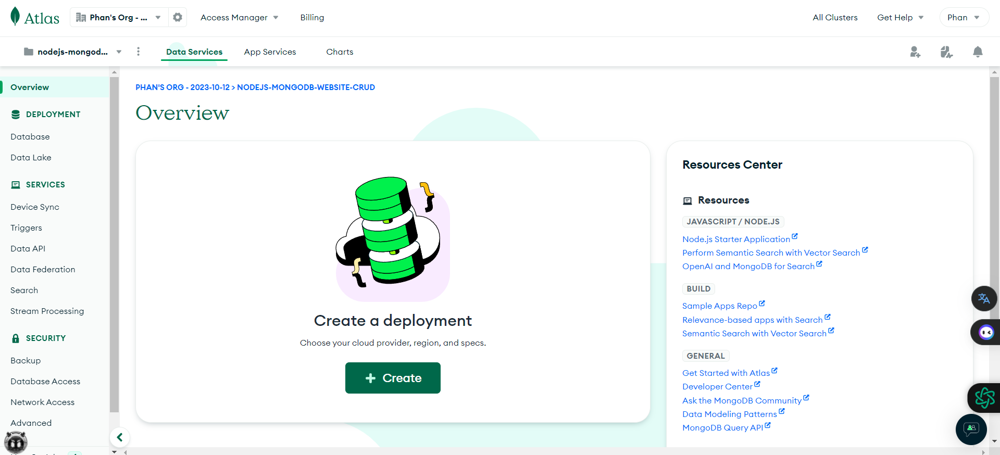 Atlas
Phan's Org - ...
Access Manager
Billing
All Clusters
Get Help
Phan
nodejs-mongod...
Data Services
App Services
Charts
Overview
DEPLOYMENT
Database
Data Lake
SERVICES
Device Sync
Triggers
Data API
Data Federation
Search
Stream Processing
SECURITY
Backup
Database Access
Network Access
Advanced
PHAN'S ORG - 2023-10-12 > NODEJS-MONGODB-WEBSITE-CRUD
Overview
Create a deployment
Choose your cloud provider, region, and specs.
+ Create
Resources Center
Resources
JAVASCRIPT / NODE.JS
Node.js Starter Application
Perform Semantic Search with Vector Search
OpenAI and MongoDB for Search
BUILD
Sample Apps Repo
Relevance-based apps with Search
Semantic Search with Vector Search
GENERAL
Get Started with Atlas
Developer Center
Ask the MongoDB Community
Data Modeling Patterns
MongoDB Query API